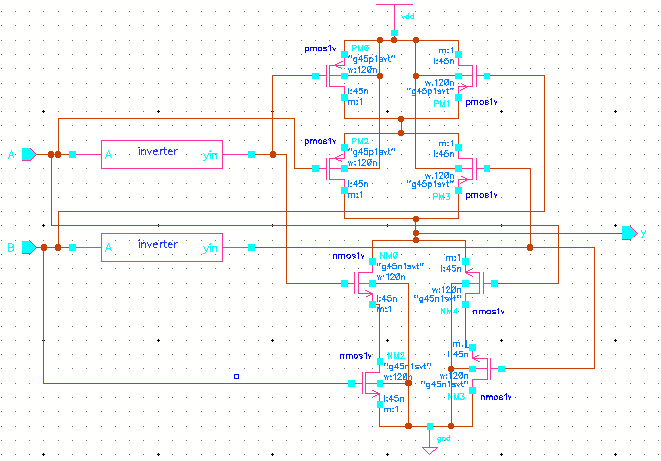 vdd
pmos1v
PM0
"g45p1svt"
w:120n
l:45n
m:1
m:1
l:45n
w:120n
"g45p1svt"
PM1
pmos1v
pmos1v
PM2
"g45p1svt"
w:120n
l:45n
m:1
m:1
l:45n
w:120n
"g45p1svt"
PM3
pmos1v
A
A
inverter
yin
y
B
A
inverter
yin
nmos1v
NM0
"g45n1svt"
w:120n
l:45n
m:1
m:1
l:45n
w:120n
"g45n1svt"
NM4
nmos1v
nmos1v
NM2
"g45n1svt"
w:120n
l:45n
m:1
m:1
l:45n
w:120n
"g45n1svt"
NM3
nmos1v
gnd